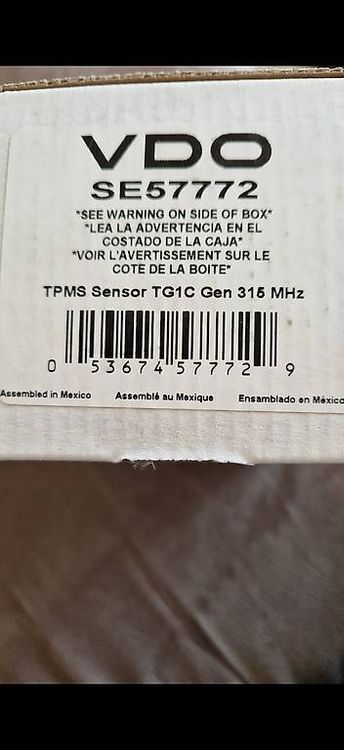 VDO
SE57772
*SEE WARNING ON SIDE OF BOX*
*LEA LA ADVERTENCIA EN EL
COSTADO DE LA CAJA*
*VOIR L'AVERTISSEMENT SUR LE
COTE DE LA BOITE*
TPMS Sensor TG1C Gen 315 MHz
0 53674 57772 9
Assembled in Mexico Assemblé au Mexique Ensamblado en México